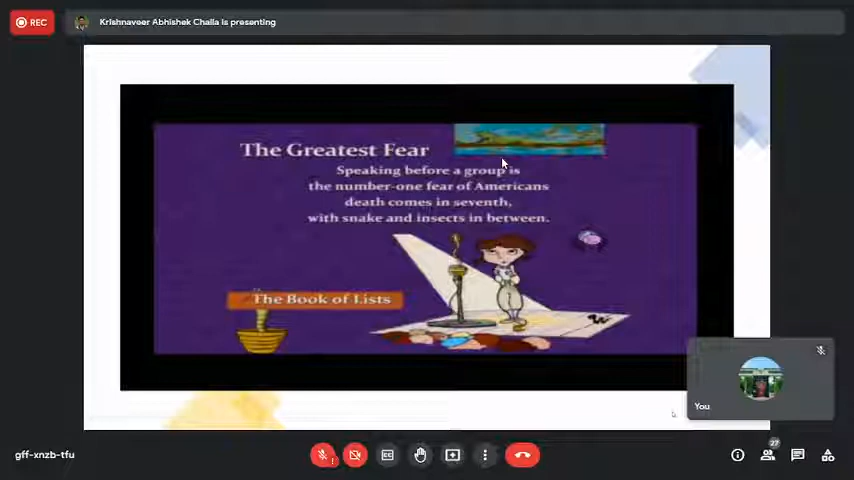 REC
Krishnaveer Abhishek Challa is presenting
The Greatest Fear
Speaking before a group is
the number-one fear of Americans
death comes in seventh,
with snake and insects in between.
The Book of Lists
You
gff-xnzb-tfu
27